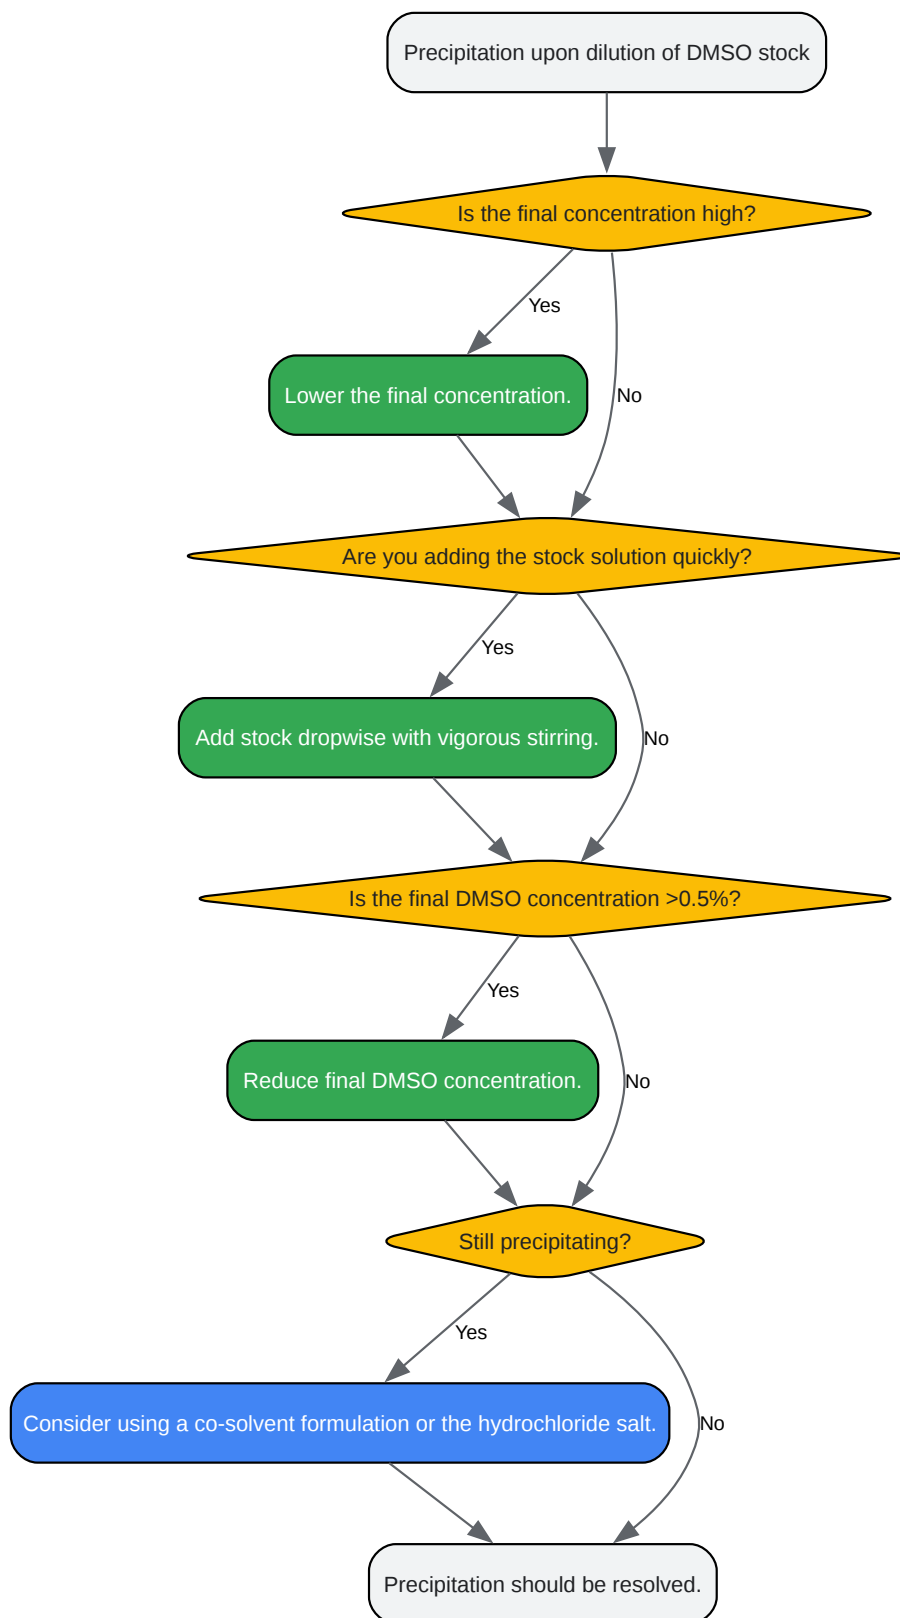 Precipitation upon dilution of DMSO stock
Is the final concentration high?
Yes
Lower the final concentration.
No
Are you adding the stock solution quickly?
Yes
Add stock dropwise with vigorous stirring.
No
Is the final DMSO concentration >0.5%?
Yes
Reduce final DMSO concentration.
No
Still precipitating?
Yes
Consider using a co-solvent formulation or the hydrochloride salt.
No
Precipitation should be resolved.